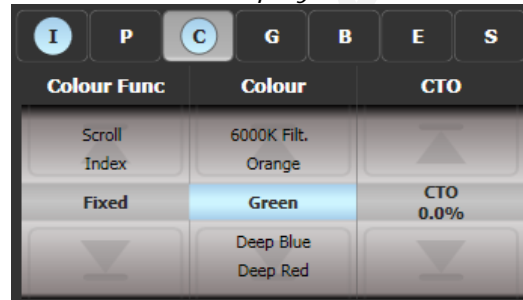 I P C G B E S
Colour Func Colour CTO
Scroll 6000K Filt.
Index Orange
Fixed Green CTO
0.0%
Deep Blue
Deep Red